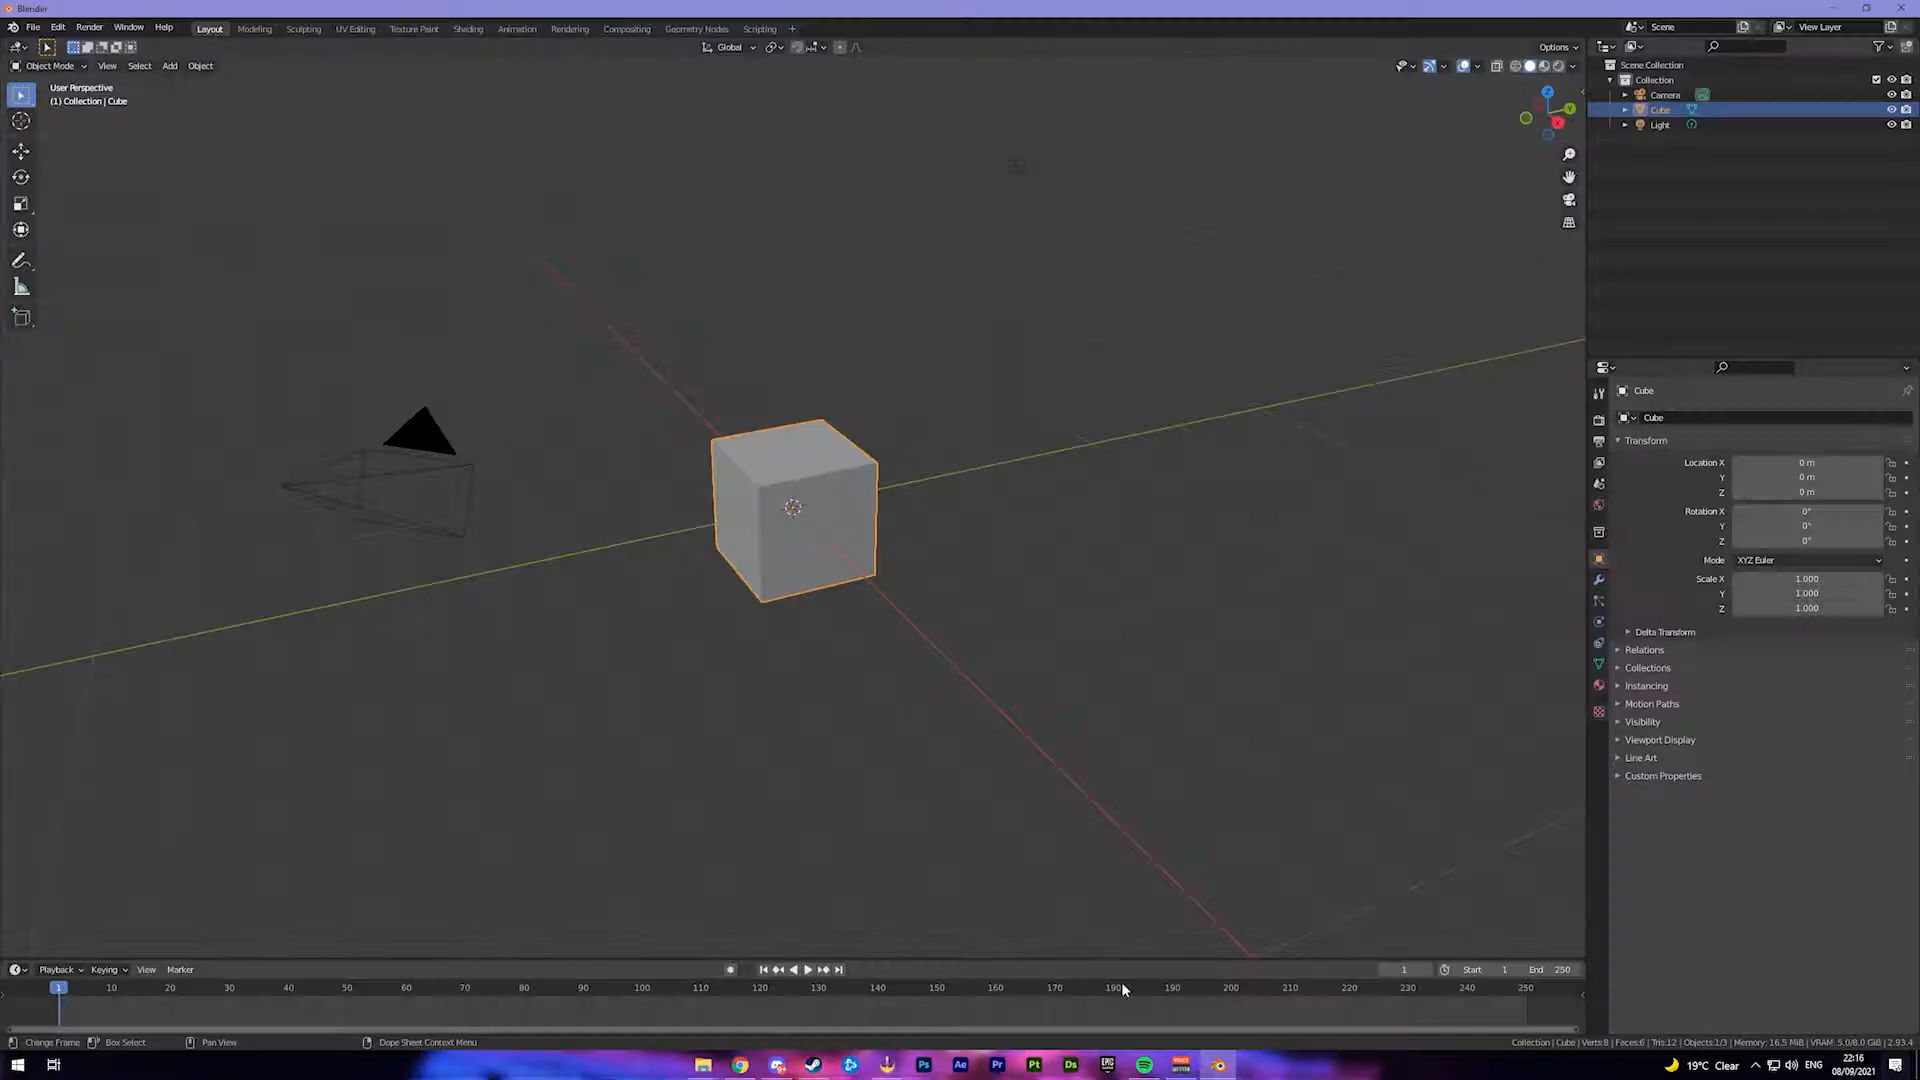 Blender
File Edit Render Window Help
Layout Modeling Sculpting UV Editing Texture Paint Shading Animation Rendering Compositing Geometry Nodes Scripting +
Scene
View Layer
Global
Options
Object Mode View Select Add Object
User Perspective
(1) Collection | Cube
Z
Y
X
Scene Collection
Collection
Camera
Cube
Light
Cube
Cube
Transform
Location X 0 m
Y 0 m
Z 0 m
Rotation X 0°
Y 0°
Z 0°
Mode XYZ Euler
Scale X 1.000
Y 1.000
Z 1.000
Delta Transform
Relations
Collections
Instancing
Motion Paths
Visibility
Viewport Display
Line Art
Custom Properties
Playback Keying View Marker
1 Start 1 End 250
1 10 20 30 40 50 60 70 80 90 100 110 120 130 140 150 160 170 180 190 200 210 220 230 240 250
Change Frame Box Select Pan View Dope Sheet Context Menu
Collection | Cube | Verts:8 | Faces:6 | Tris:12 | Objects:1/3 | Memory: 16.5 MiB | VRAM: 5.0/8.0 GiB | 2.93.4
Ps Ae Pr Pt Ds EPIC
19°C Clear ENG 22:16
08/09/2021